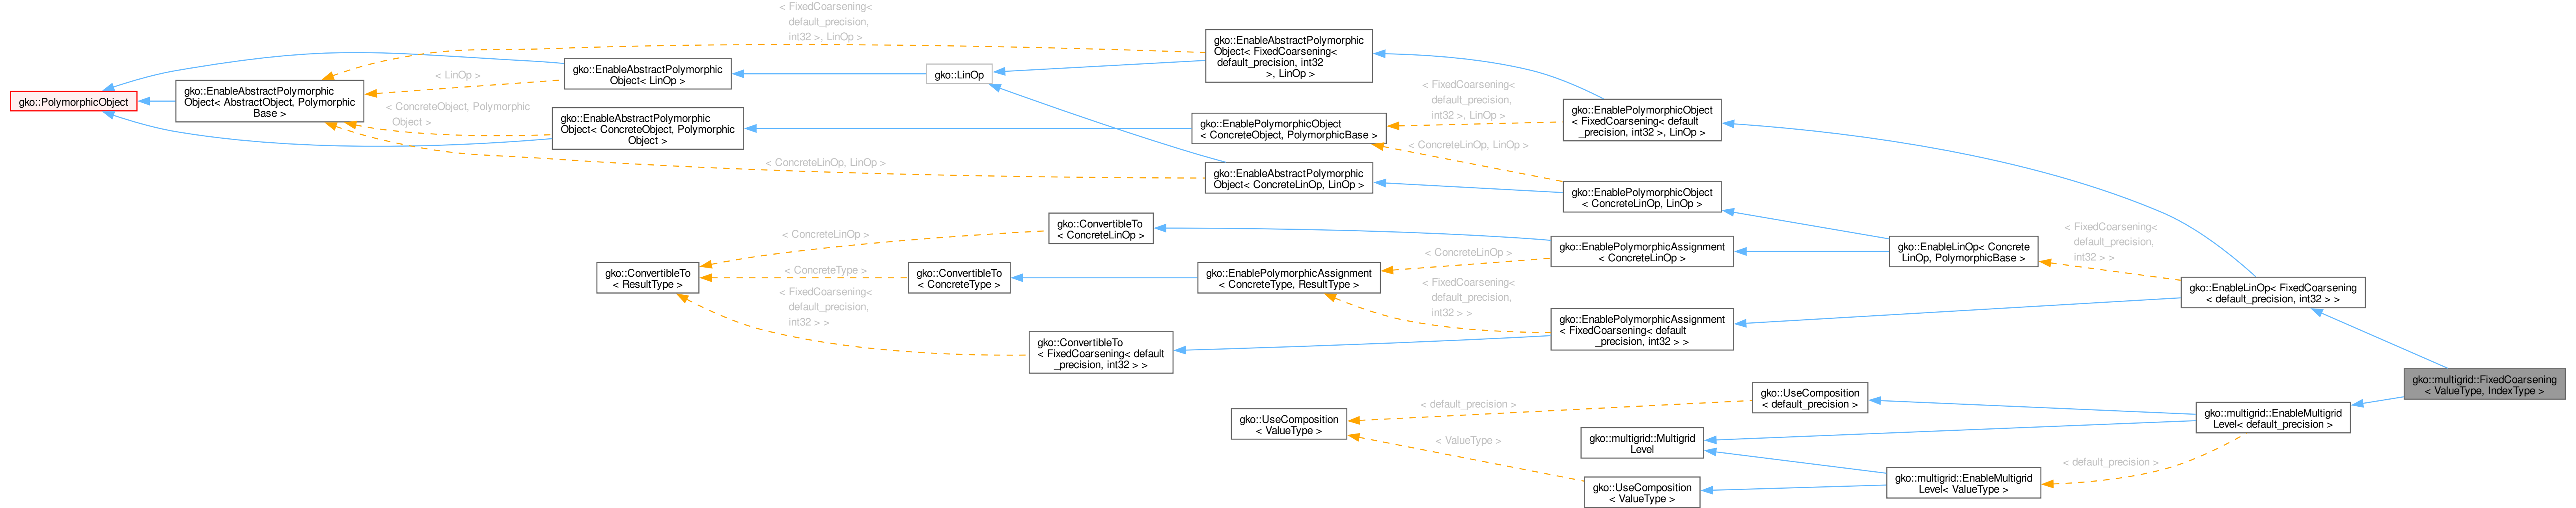 gko::PolymorphicObject
gko::EnableAbstractPolymorphic
Object< AbstractObject, Polymorphic
Base >
gko::EnableAbstractPolymorphic
Object< LinOp >
gko::EnableAbstractPolymorphic
Object< ConcreteObject, Polymorphic
Object >
gko::LinOp
gko::EnableAbstractPolymorphic
Object< FixedCoarsening<
default_precision, int32
>, LinOp >
gko::EnablePolymorphicObject
< ConcreteObject, PolymorphicBase >
gko::EnableAbstractPolymorphic
Object< ConcreteLinOp, LinOp >
gko::EnablePolymorphicObject
< FixedCoarsening< default
_precision, int32 >, LinOp >
gko::EnablePolymorphicObject
< ConcreteLinOp, LinOp >
< FixedCoarsening<
default_precision,
int32 >, LinOp >
< LinOp >
< ConcreteObject, Polymorphic
Object >
< ConcreteLinOp, LinOp >
< FixedCoarsening<
default_precision,
int32 >, LinOp >
< ConcreteLinOp, LinOp >
gko::ConvertibleTo
< ResultType >
gko::ConvertibleTo
< ConcreteLinOp >
gko::ConvertibleTo
< ConcreteType >
gko::ConvertibleTo
< FixedCoarsening< default
_precision, int32 > >
< ConcreteLinOp >
< ConcreteType >
< FixedCoarsening<
default_precision,
int32 > >
gko::EnablePolymorphicAssignment
< ConcreteType, ResultType >
gko::EnablePolymorphicAssignment
< ConcreteLinOp >
gko::EnablePolymorphicAssignment
< FixedCoarsening< default
_precision, int32 > >
< ConcreteLinOp >
< FixedCoarsening<
default_precision,
int32 > >
gko::EnableLinOp< Concrete
LinOp, PolymorphicBase >
< FixedCoarsening<
default_precision,
int32 > >
gko::EnableLinOp< FixedCoarsening
< default_precision, int32 > >
gko::multigrid::FixedCoarsening
< ValueType, IndexType >
gko::UseComposition
< ValueType >
< default_precision >
< ValueType >
gko::UseComposition
< default_precision >
gko::multigrid::Multigrid
Level
gko::UseComposition
< ValueType >
gko::multigrid::EnableMultigrid
Level< default_precision >
gko::multigrid::EnableMultigrid
Level< ValueType >
< default_precision >